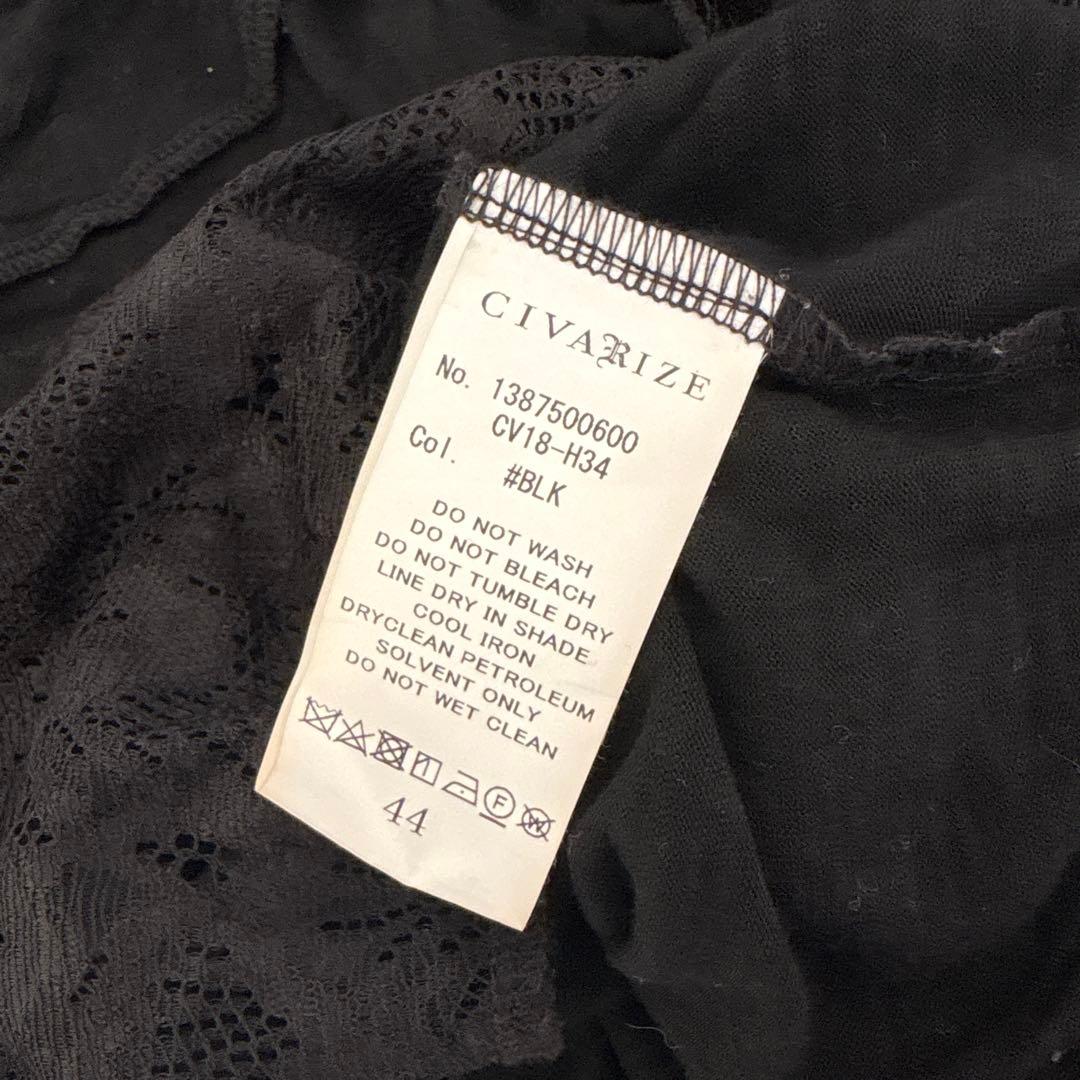 CIVARIZE
No. 1387500600
CV18-H34
Col. #BLK
DO NOT WASH
DO NOT BLEACH
DO NOT TUMBLE DRY
LINE DRY IN SHADE
COOL IRON
DRYCLEAN PETROLEUM
SOLVENT ONLY
DO NOT WET CLEAN
F W
44